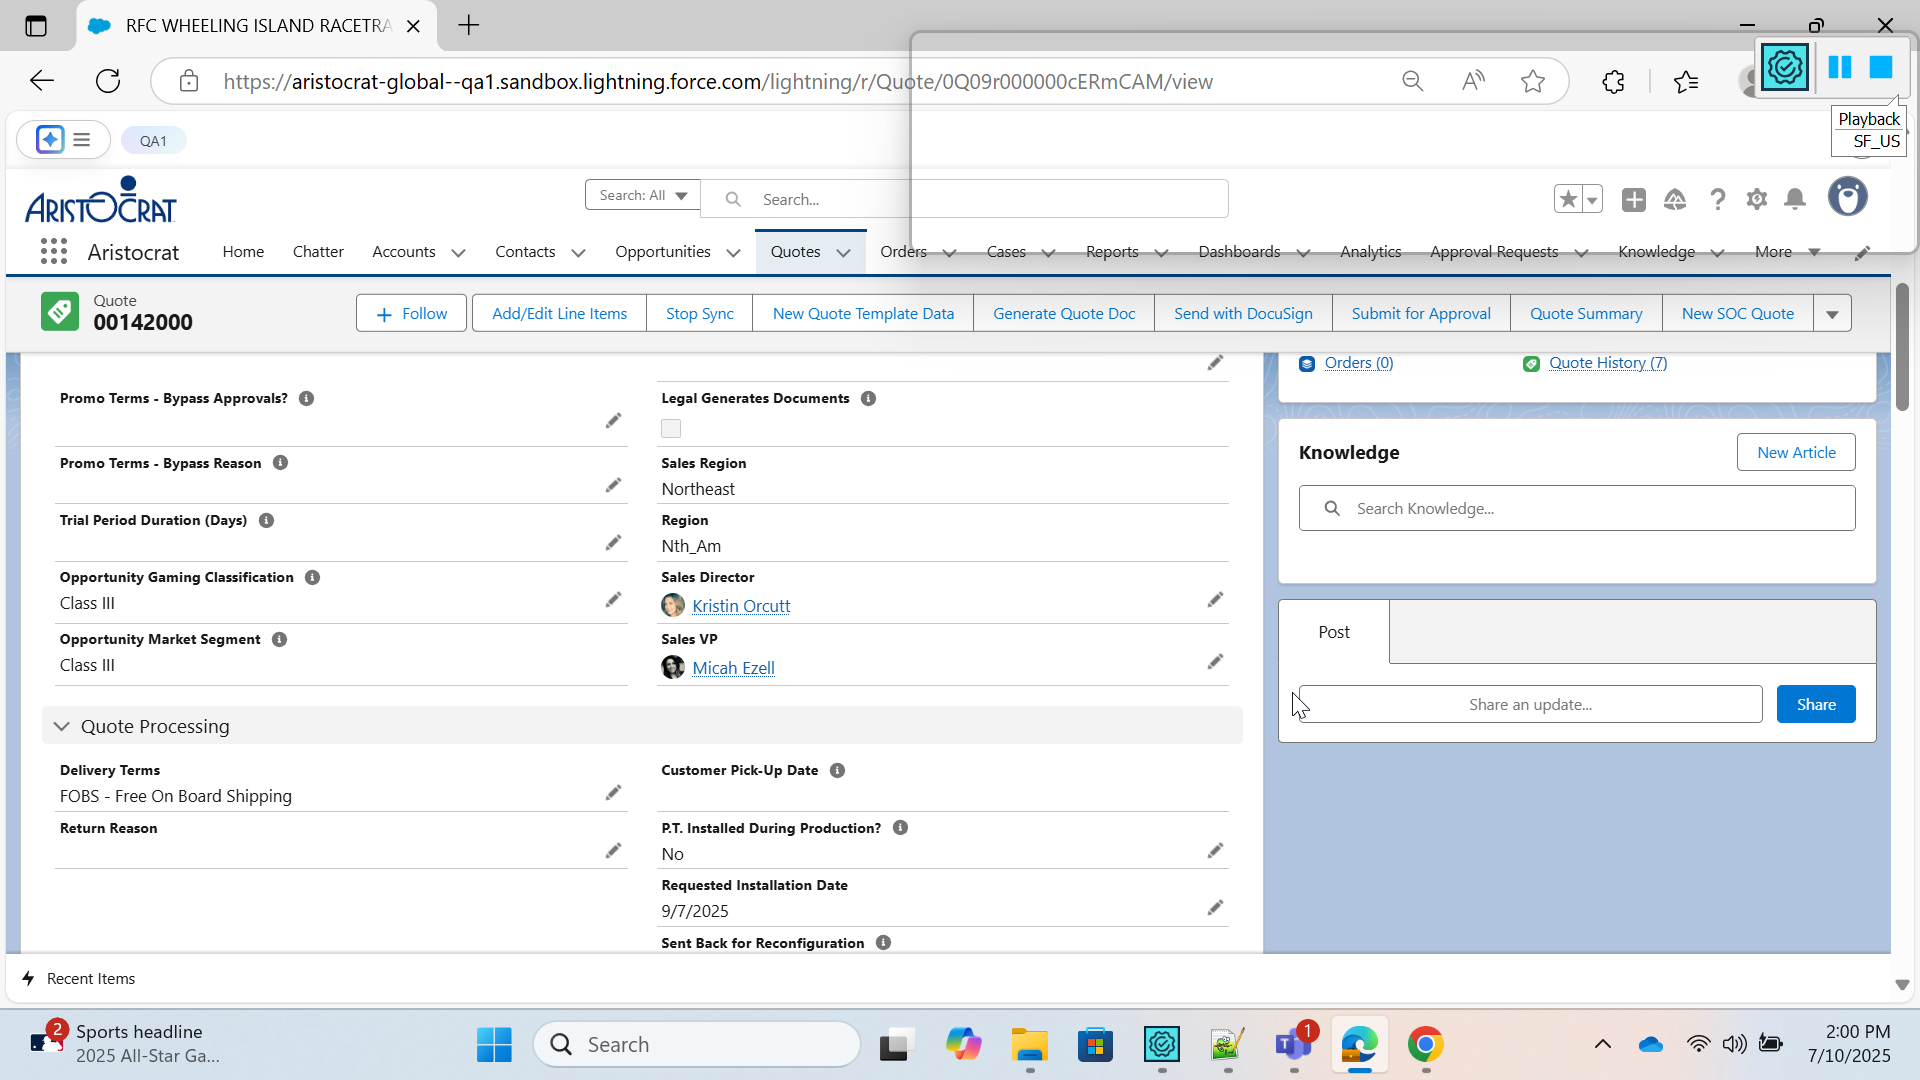 RFC WHEELING ISLAND RACETRA
https://aristocrat-global--qa1.sandbox.lightning.force.com/lightning/r/Quote/0Q09r000000cERmCAM/view
Playback
SF_US
QA1
ARISTOCRAT
Search: All
Search...
Aristocrat
Home
Chatter
Accounts
Contacts
Opportunities
Quotes
Orders
Cases
Reports
Dashboards
Analytics
Approval Requests
Knowledge
More
Quote
00142000
Follow
Add/Edit Line Items
Stop Sync
New Quote Template Data
Generate Quote Doc
Send with DocuSign
Submit for Approval
Quote Summary
New SOC Quote
Promo Terms - Bypass Approvals?
Promo Terms - Bypass Reason
Trial Period Duration (Days)
Opportunity Gaming Classification
Class III
Opportunity Market Segment
Class III
Legal Generates Documents
Sales Region
Northeast
Region
Nth_Am
Sales Director
Kristin Orcutt
Sales VP
Micah Ezell
Quote Processing
Delivery Terms
FOBS - Free On Board Shipping
Return Reason
Customer Pick-Up Date
P.T. Installed During Production?
No
Requested Installation Date
9/7/2025
Sent Back for Reconfiguration
Orders (0)
Quote History (7)
Knowledge
New Article
Search Knowledge...
Post
Share an update...
Share
Recent Items
2
Sports headline
2025 All-Star Ga...
Search
1
2:00 PM
7/10/2025